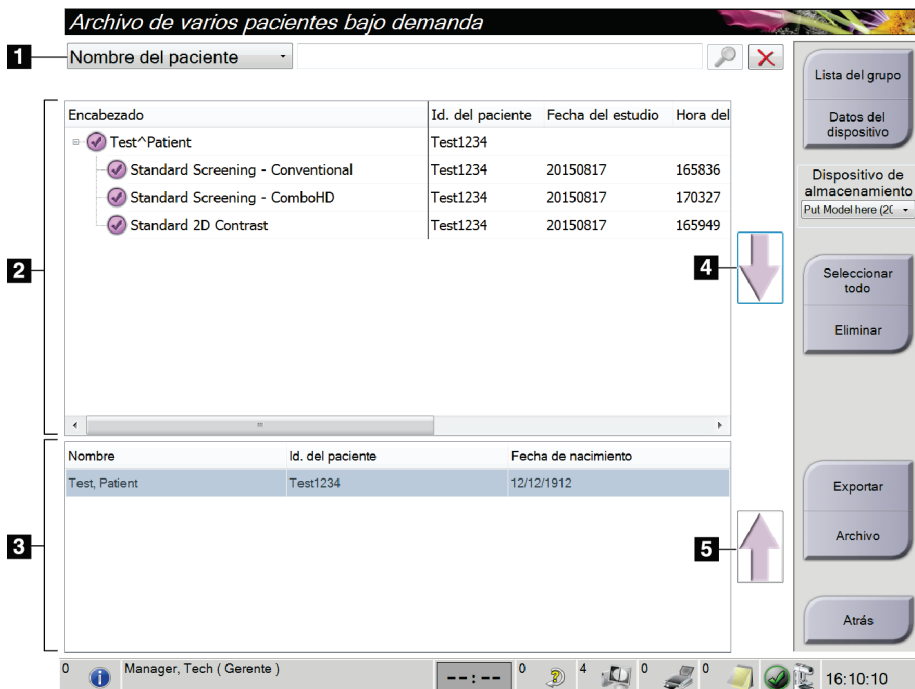 Archivo de varios pacientes bajo demanda
1
Nombre del paciente
Lista del grupo
Datos del dispositivo
Dispositivo de almacenamiento
Put Model here (20
2
Encabezado Id. del paciente Fecha del estudio Hora del
Test^Patient Test1234
Standard Screening - Conventional Test1234 20150817 165836
Standard Screening - ComboHD Test1234 20150817 170327
Standard 2D Contrast Test1234 20150817 165949
4
Seleccionar todo
Eliminar
3
Nombre Id. del paciente Fecha de nacimiento
Test, Patient Test1234 12/12/1912
5
Exportar
Archivo
Atrás
0 Manager, Tech ( Gerente ) --:-- 0 4 0 0 16:10:10